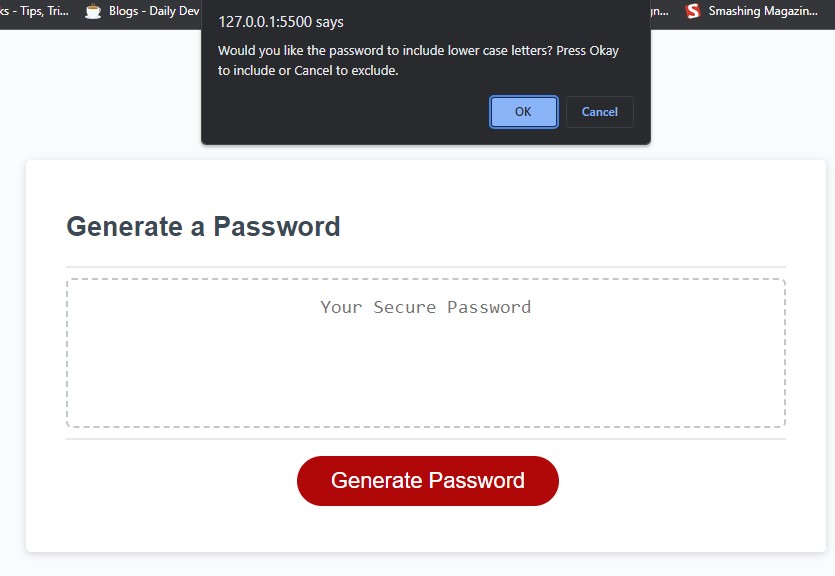 ks - Tips, Tri... Blogs - Daily Dev gn... Smashing Magazin...
127.0.0.1:5500 says
Would you like the password to include lower case letters? Press Okay
to include or Cancel to exclude.
OK Cancel
Generate a Password
Your Secure Password
Generate Password